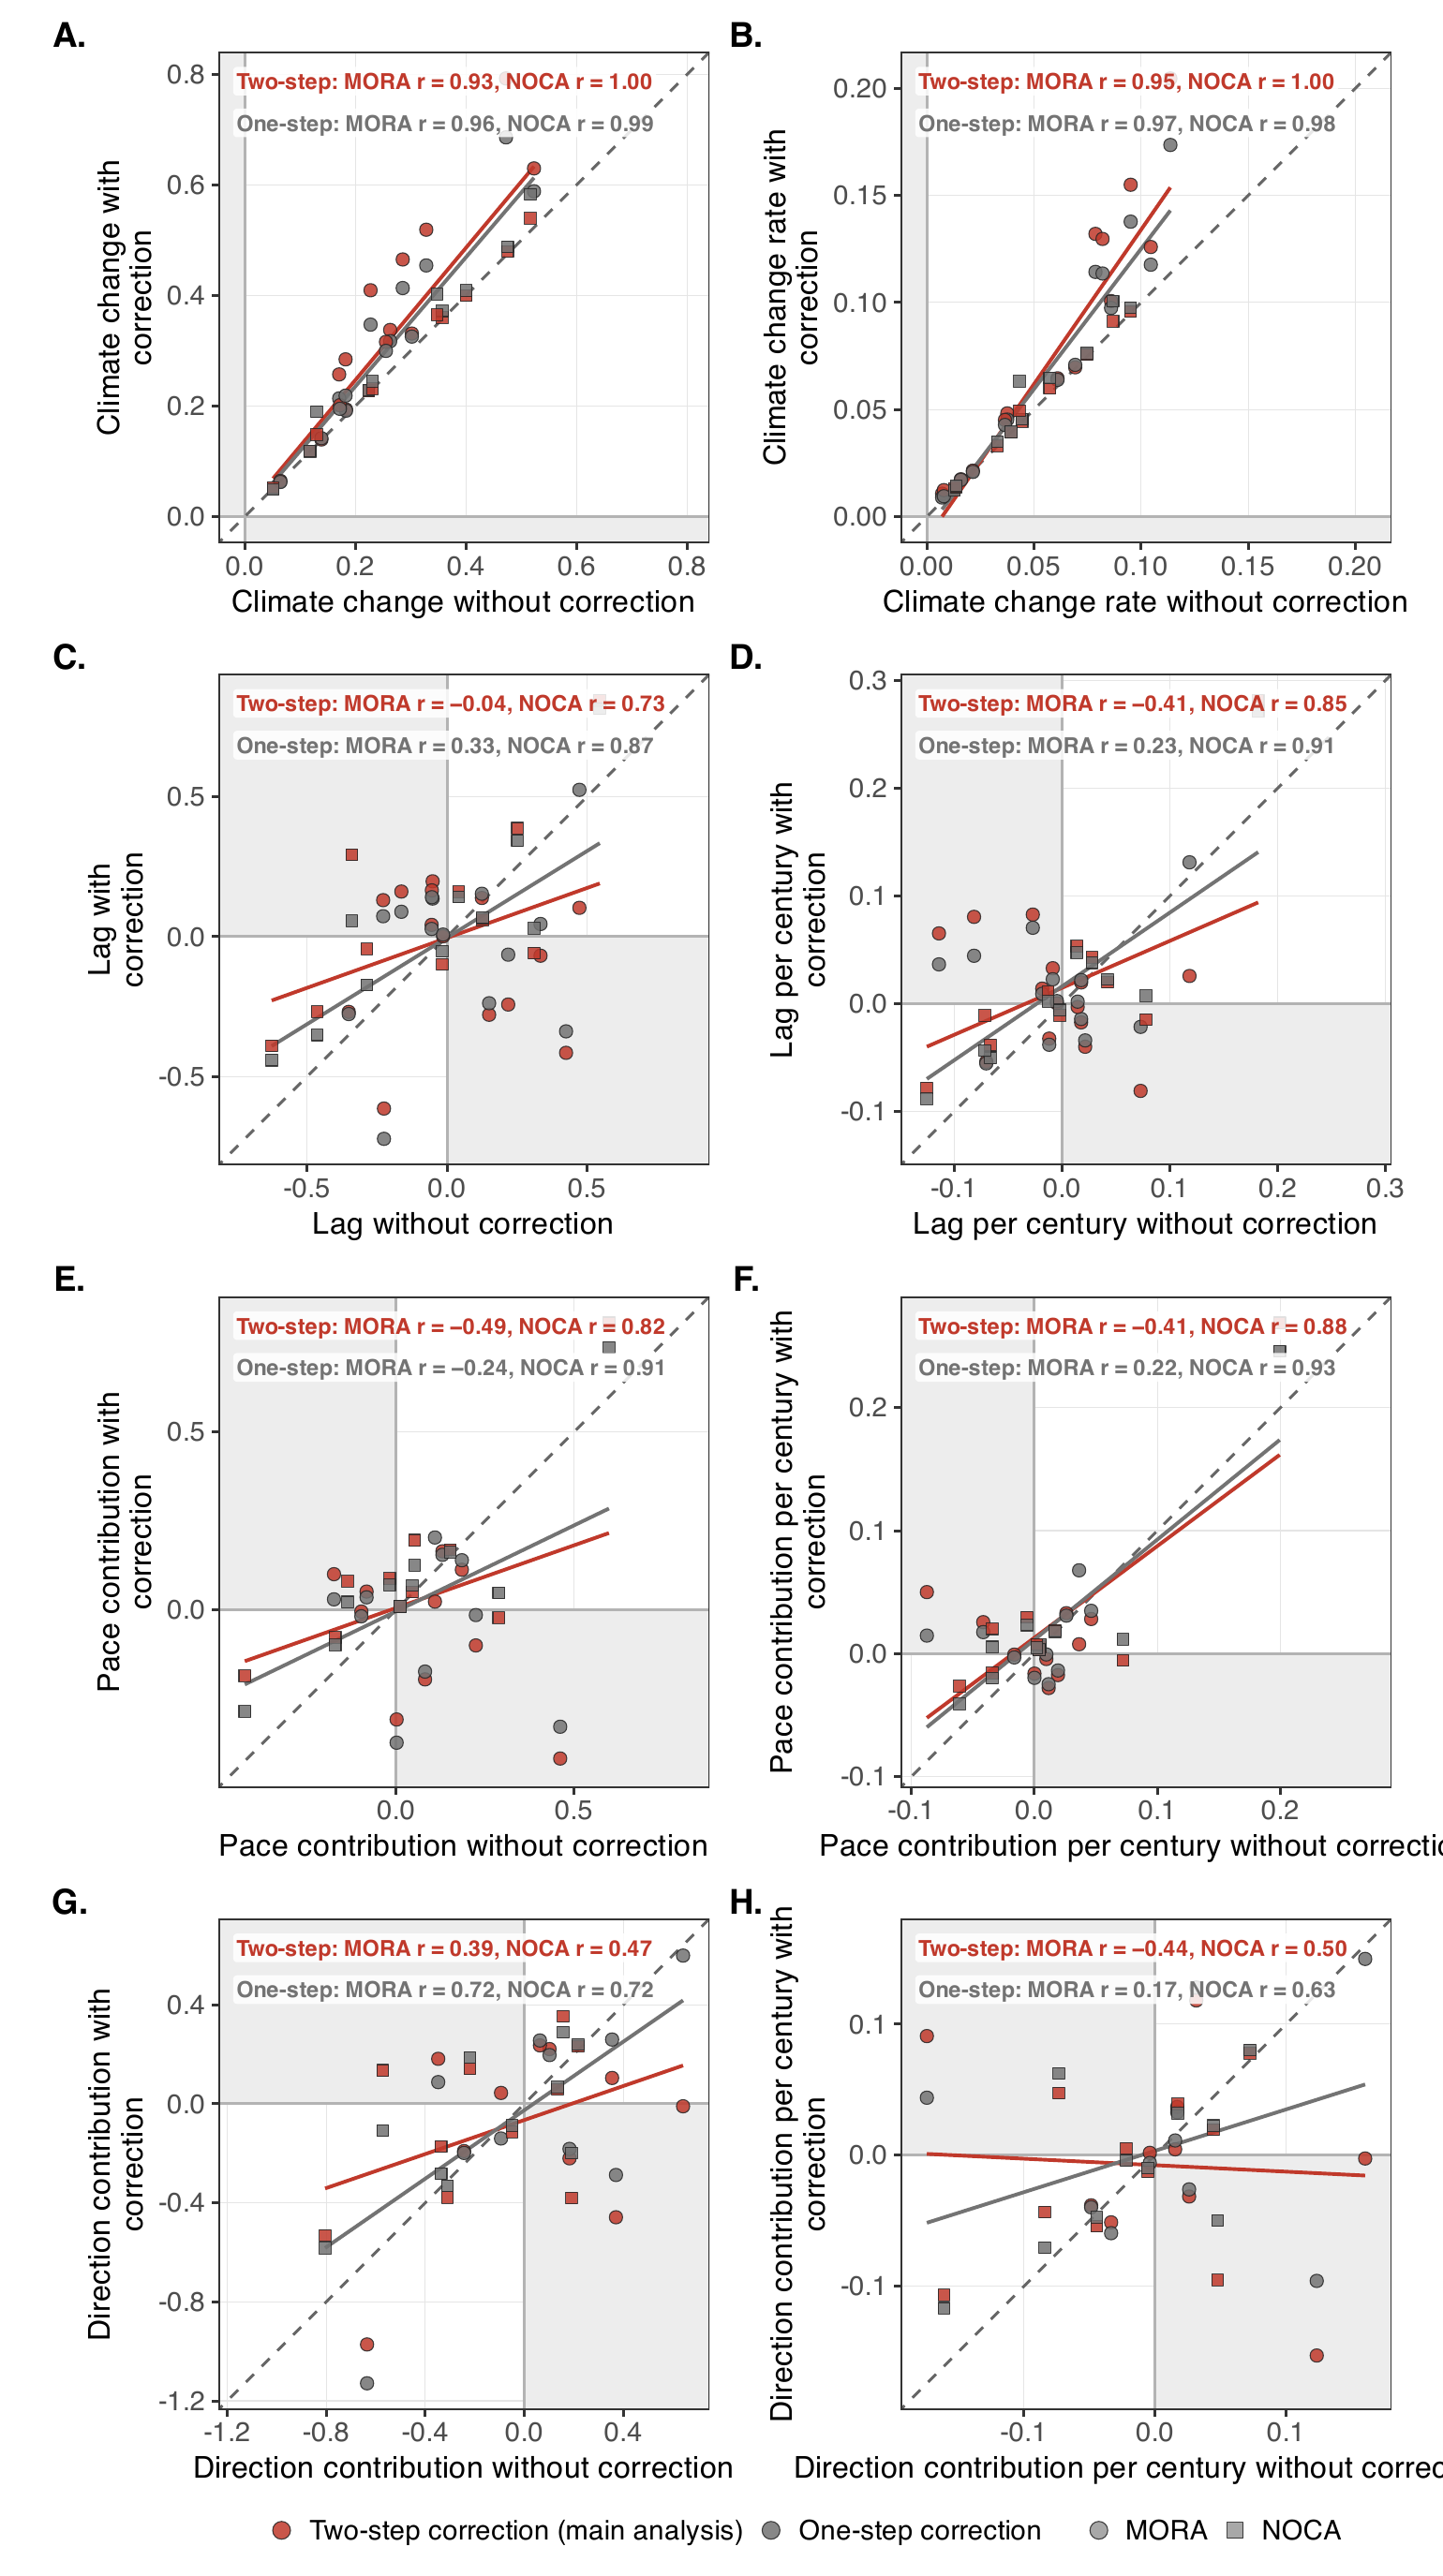 A.
Two-step: MORA r = 0.93, NOCA r = 1.00
One-step: MORA r = 0.96, NOCA r = 0.99
Climate change with
correction
0.8
0.6
0.4
0.2
0.0
0.0 0.2 0.4 0.6 0.8
Climate change without correction
B.
Two-step: MORA r = 0.95, NOCA r = 1.00
One-step: MORA r = 0.97, NOCA r = 0.98
Climate change rate with
correction
0.20
0.15
0.10
0.05
0.00
0.00 0.05 0.10 0.15 0.20
Climate change rate without correction
C.
Two-step: MORA r = −0.04, NOCA r = 0.73
One-step: MORA r = 0.33, NOCA r = 0.87
Lag with
correction
0.5
0.0
-0.5
-0.5 0.0 0.5
Lag without correction
D.
Two-step: MORA r = −0.41, NOCA r = 0.85
One-step: MORA r = 0.23, NOCA r = 0.91
Lag per century with
correction
0.3
0.2
0.1
0.0
-0.1
-0.1 0.0 0.1 0.2 0.3
Lag per century without correction
E.
Two-step: MORA r = −0.49, NOCA r = 0.82
One-step: MORA r = −0.24, NOCA r = 0.91
Pace contribution with
correction
0.5
0.0
0.0 0.5
Pace contribution without correction
F.
Two-step: MORA r = −0.41, NOCA r = 0.88
One-step: MORA r = 0.22, NOCA r = 0.93
Pace contribution per century with
correction
0.2
0.1
0.0
-0.1
-0.1 0.0 0.1 0.2
Pace contribution per century without correctio
G.
Two-step: MORA r = 0.39, NOCA r = 0.47
One-step: MORA r = 0.72, NOCA r = 0.72
Direction contribution with
correction
0.4
0.0
-0.4
-0.8
-1.2
-1.2 -0.8 -0.4 0.0 0.4
Direction contribution without correction
H.
Two-step: MORA r = −0.44, NOCA r = 0.50
One-step: MORA r = 0.17, NOCA r = 0.63
Direction contribution per century with
correction
0.1
0.0
-0.1
-0.1 0.0 0.1
Direction contribution per century without correc
Two-step correction (main analysis) One-step correction MORA NOCA